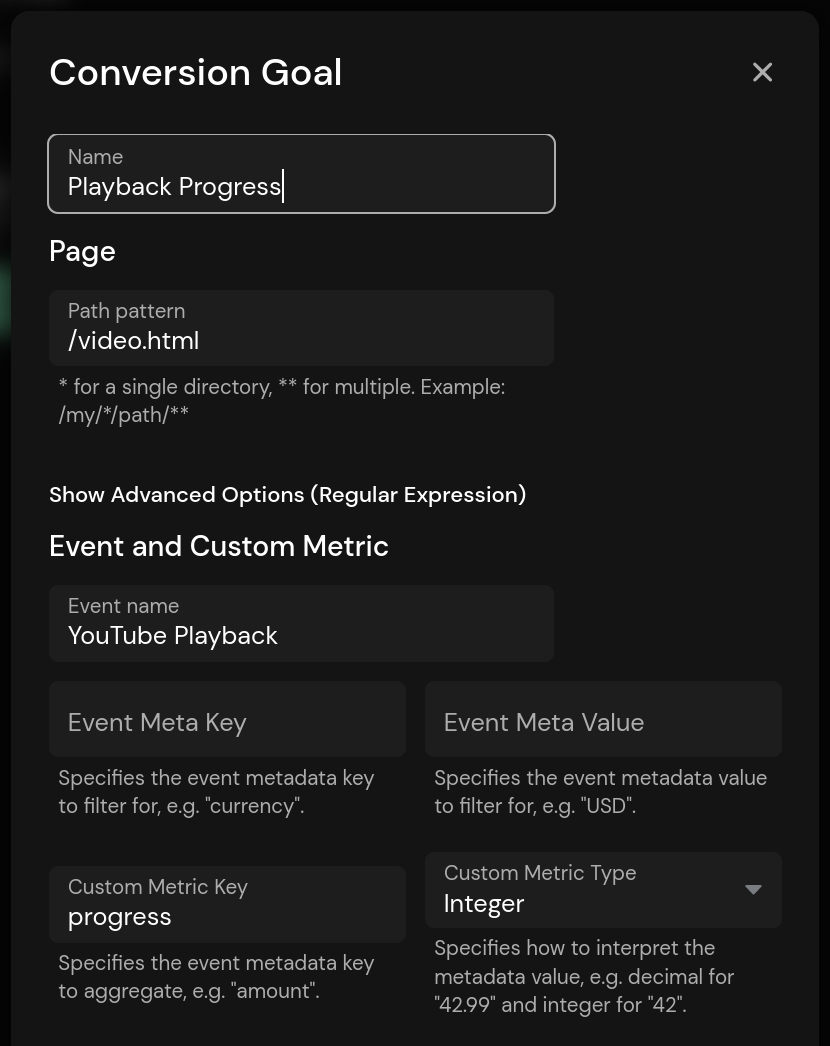 Conversion Goal
Name
Playback Progress
Page
Path pattern
/video.html
* for a single directory, ** for multiple. Example:
/my/*/path/**
Show Advanced Options (Regular Expression)
Event and Custom Metric
Event name
YouTube Playback
Event Meta Key
Specifies the event metadata key
to filter for, e.g. "currency".
Event Meta Value
Specifies the event metadata value
to filter for, e.g. "USD".
Custom Metric Key
progress
Specifies the event metadata key
to aggregate, e.g. "amount".
Custom Metric Type
Integer
Specifies how to interpret the
metadata value, e.g. decimal for
"42.99" and integer for "42".